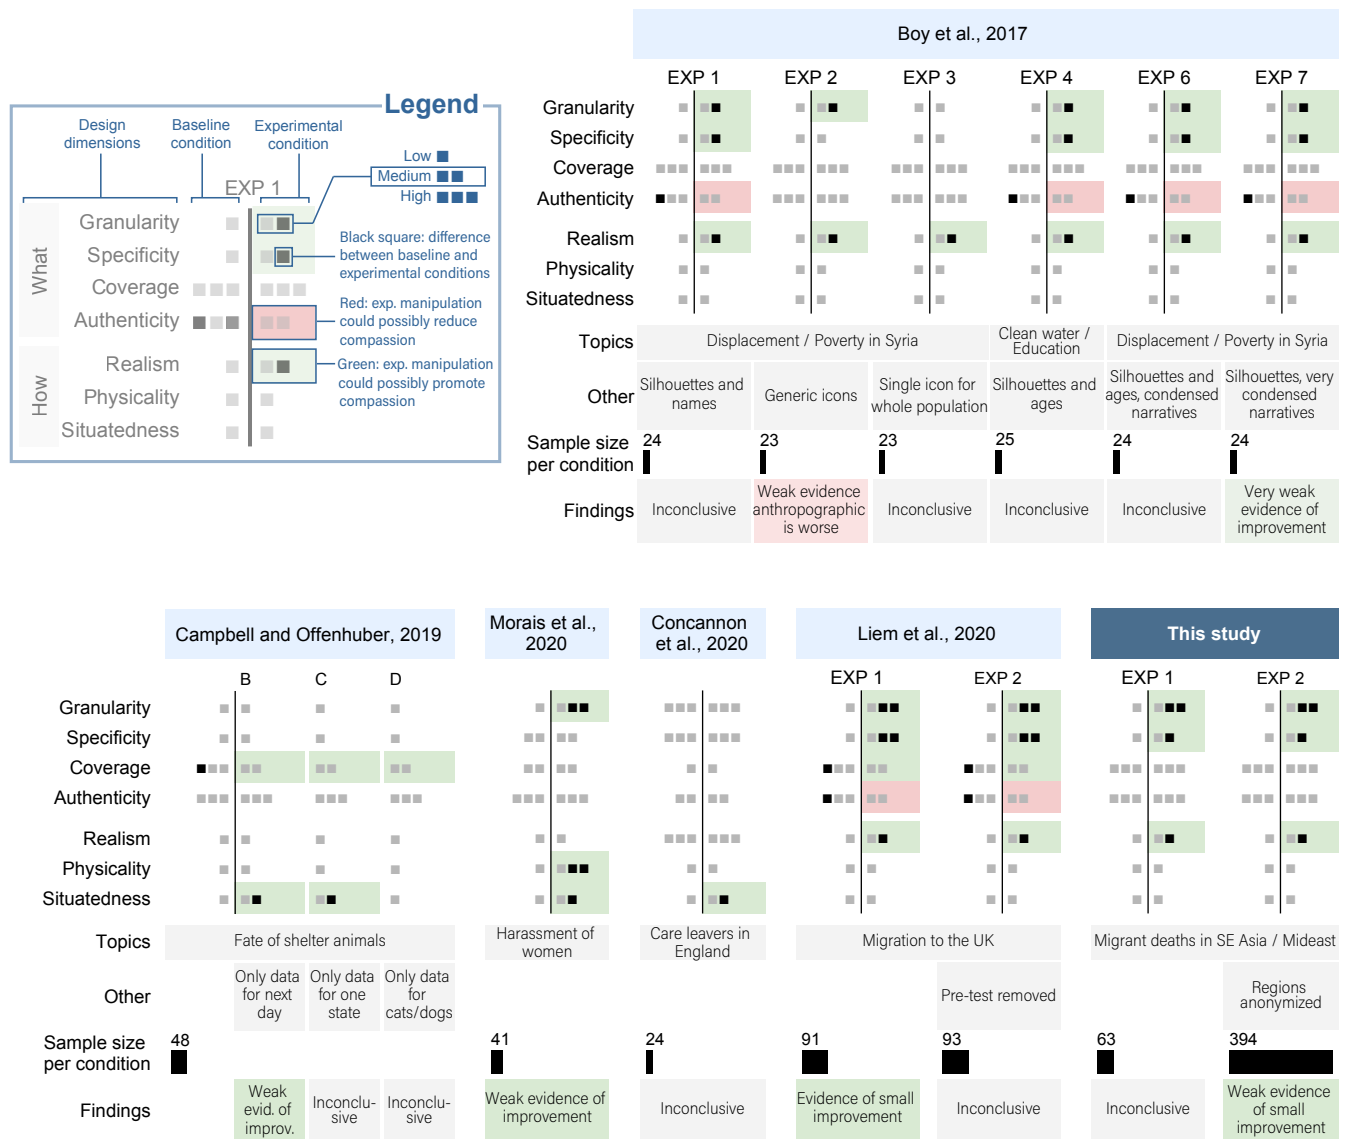 Legend
Design
dimensions
Baseline
condition
Experimental
condition
Low
Medium
High
EXP 1
What
Granularity
Specificity
Coverage
Authenticity
How
Realism
Physicality
Situatedness
Black square: difference
between baseline and
experimental conditions
Red: exp. manipulation
could possibly reduce
compassion
Green: exp. manipulation
could possibly promote
compassion
Boy et al., 2017
EXP 1 EXP 2 EXP 3 EXP 4 EXP 6 EXP 7
Granularity
Specificity
Coverage
Authenticity
Realism
Physicality
Situatedness
Topics
Displacement / Poverty in Syria
Clean water /
Education
Displacement / Poverty in Syria
Other
Silhouettes and
names
Generic icons
Single icon for
whole population
Silhouettes and
ages
Silhouettes and
ages, condensed
narratives
Silhouettes, very
condensed
narratives
Sample size
per condition
24 23 23 25 24 24
Findings
Inconclusive
Weak evidence
anthropographic
is worse
Inconclusive
Inconclusive
Inconclusive
Very weak
evidence of
improvement
Campbell and Offenhuber, 2019
Morais et al.,
2020
Concannon
et al., 2020
Liem et al., 2020
This study
B C D
EXP 1 EXP 2
EXP 1 EXP 2
Granularity
Specificity
Coverage
Authenticity
Realism
Physicality
Situatedness
Topics
Fate of shelter animals
Harassment of
women
Care leavers in
England
Migration to the UK
Migrant deaths in SE Asia / Mideast
Other
Only data
for next
day
Only data
for one
state
Only data
for
cats/dogs
Pre-test removed
Regions
anonymized
Sample size
per condition
48 41 24 91 93 63 394
Findings
Weak
evid. of
improv.
Inconclu-
sive
Inconclu-
sive
Weak evidence of
improvement
Inconclusive
Evidence of small
improvement
Inconclusive
Inconclusive
Weak evidence
of small
improvement